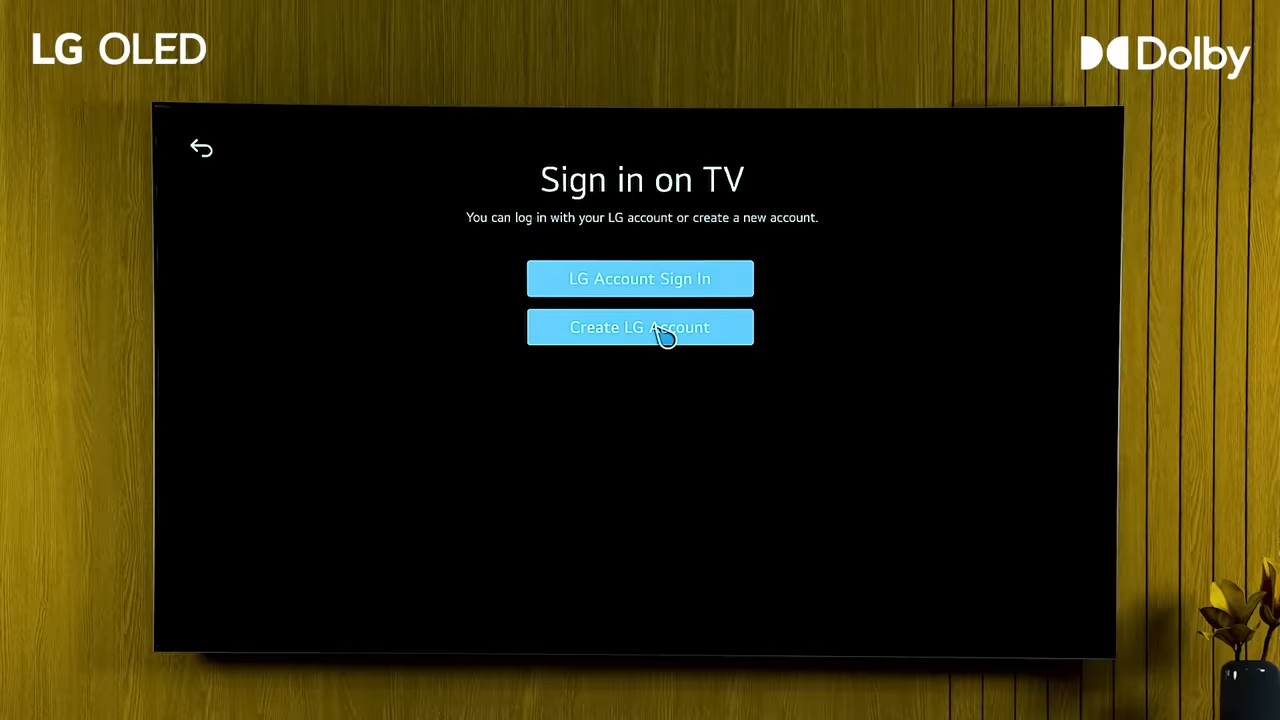 LG OLED
Dolby
Sign in on TV
You can log in with your LG account or create a new account.
LG Account Sign In
Create LG Account